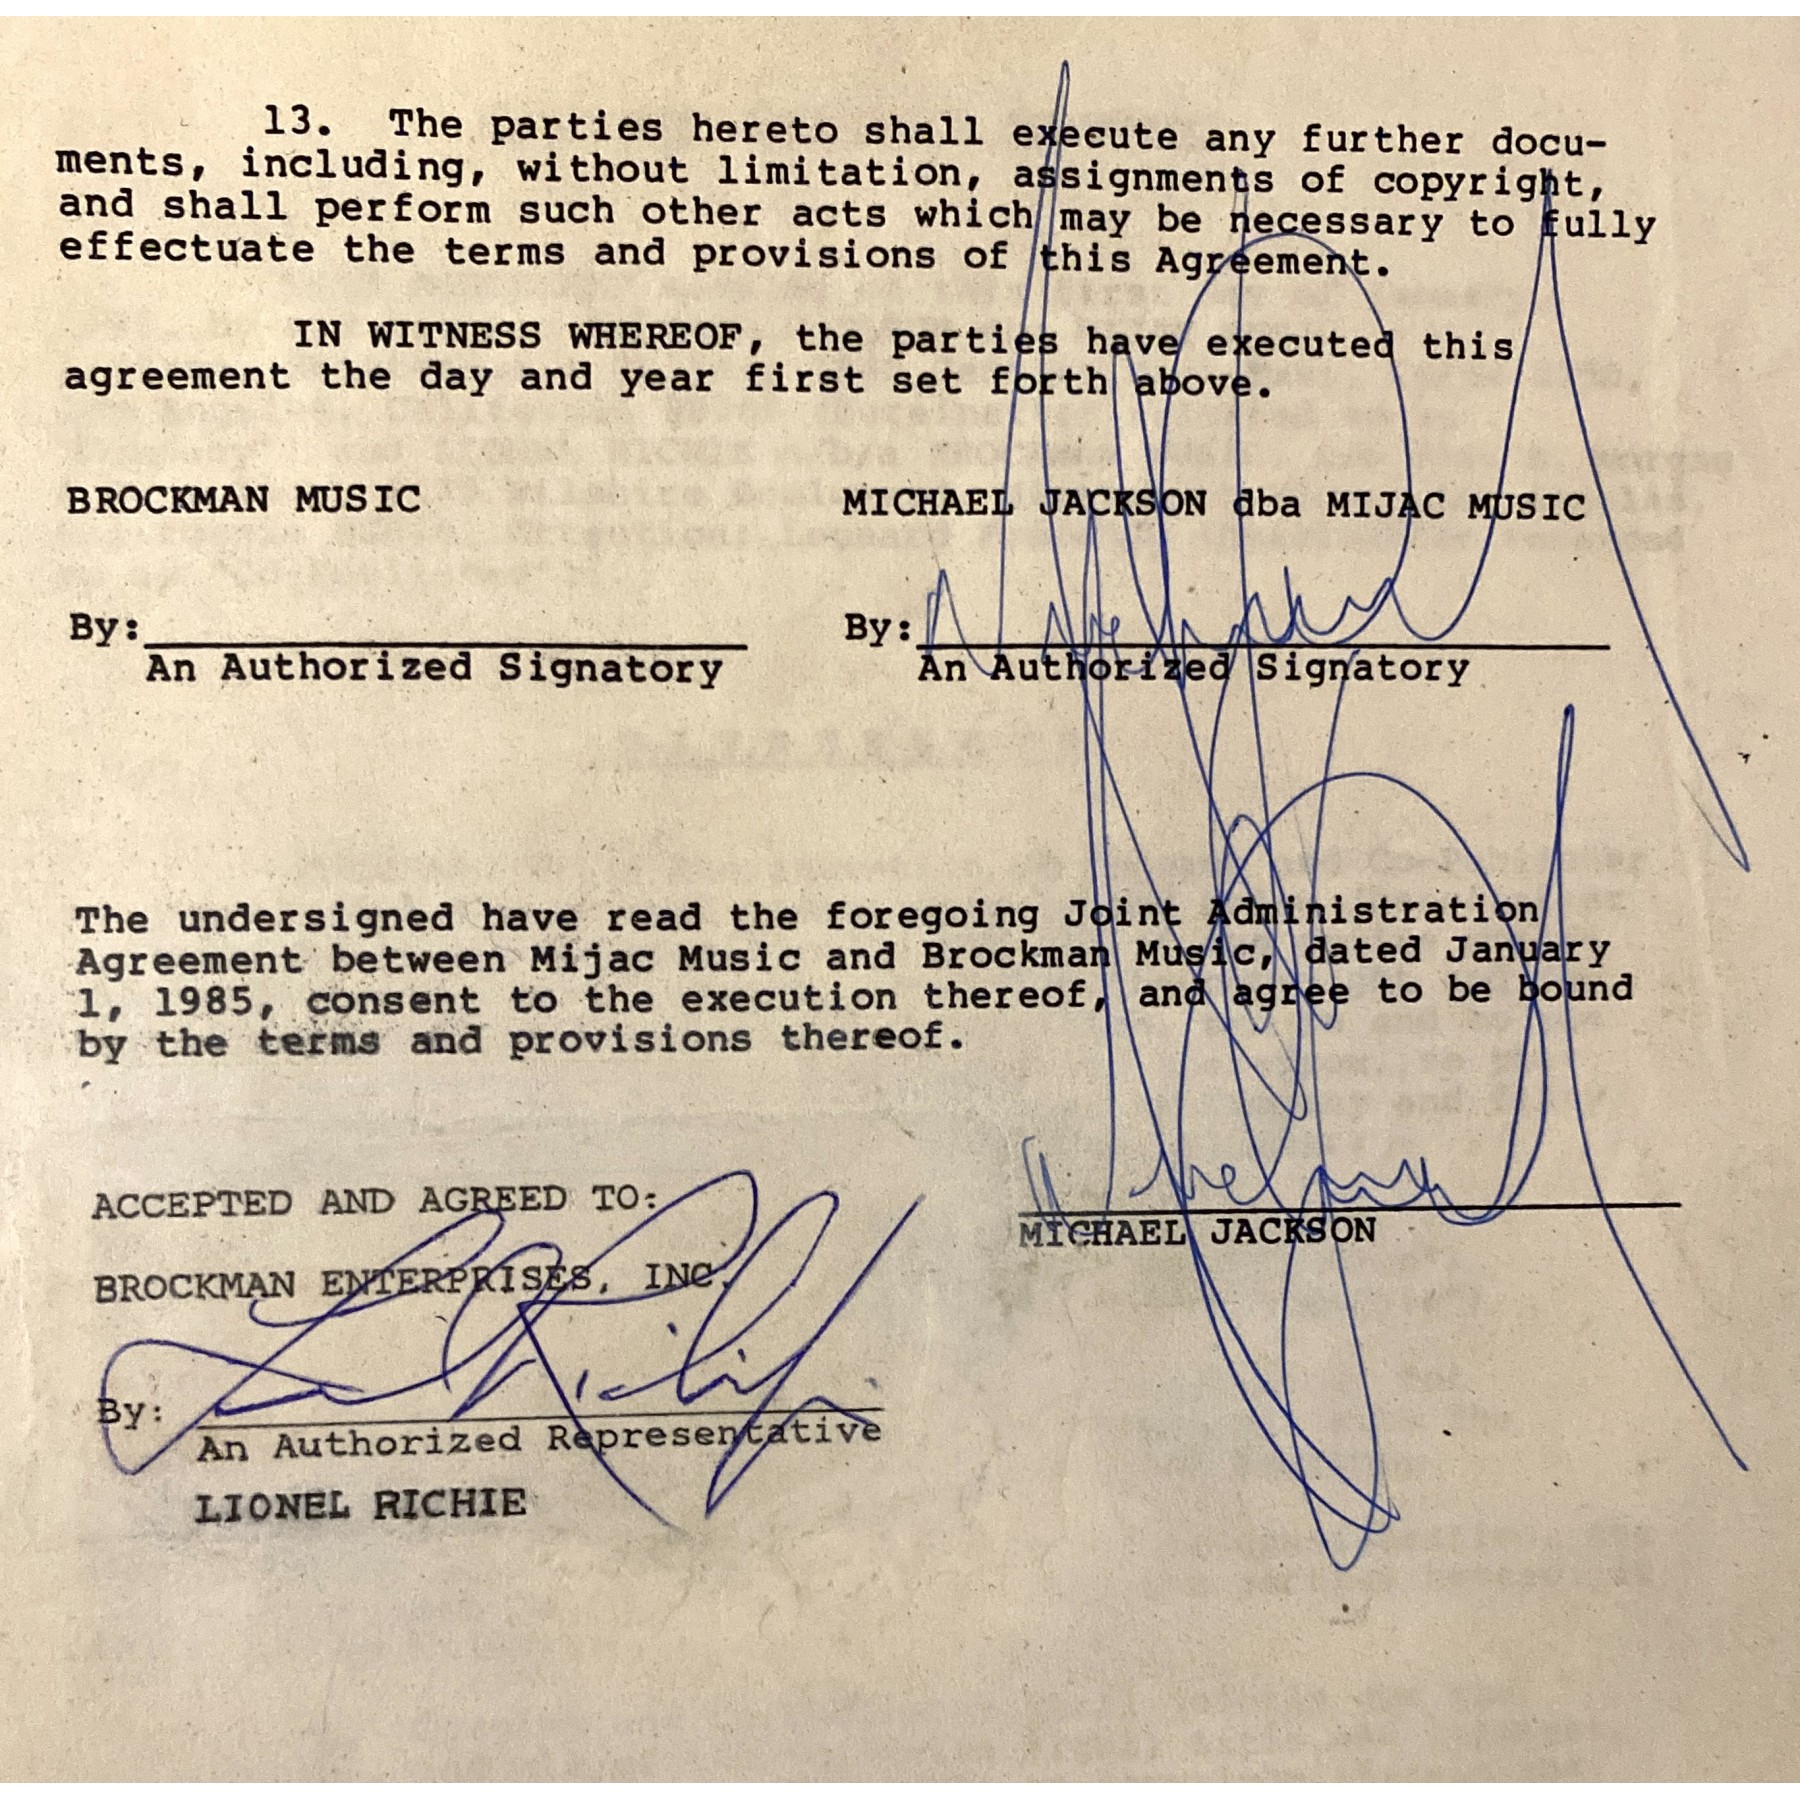 13. The parties hereto shall execute any further docu-
ments, including, without limitation, assignments of copyright,
and shall perform such other acts which may be necessary to fully
effectuate the terms and provisions of this Agreement.
IN WITNESS WHEREOF, the parties have executed this
agreement the day and year first set forth above.
BROCKMAN MUSIC
MICHAEL JACKSON dba MIJAC MUSIC
By:
An Authorized Signatory
By: Michael Jackson
An Authorized Signatory
The undersigned have read the foregoing Joint Administration
Agreement between Mijac Music and Brockman Music, dated January
1, 1985, consent to the execution thereof, and agree to be bound
by the terms and provisions thereof.
ACCEPTED AND AGREED TO:
BROCKMAN ENTERPRISES, INC.
By: Lionel Richie
An Authorized Representative
LIONEL RICHIE
Michael Jackson
MICHAEL JACKSON